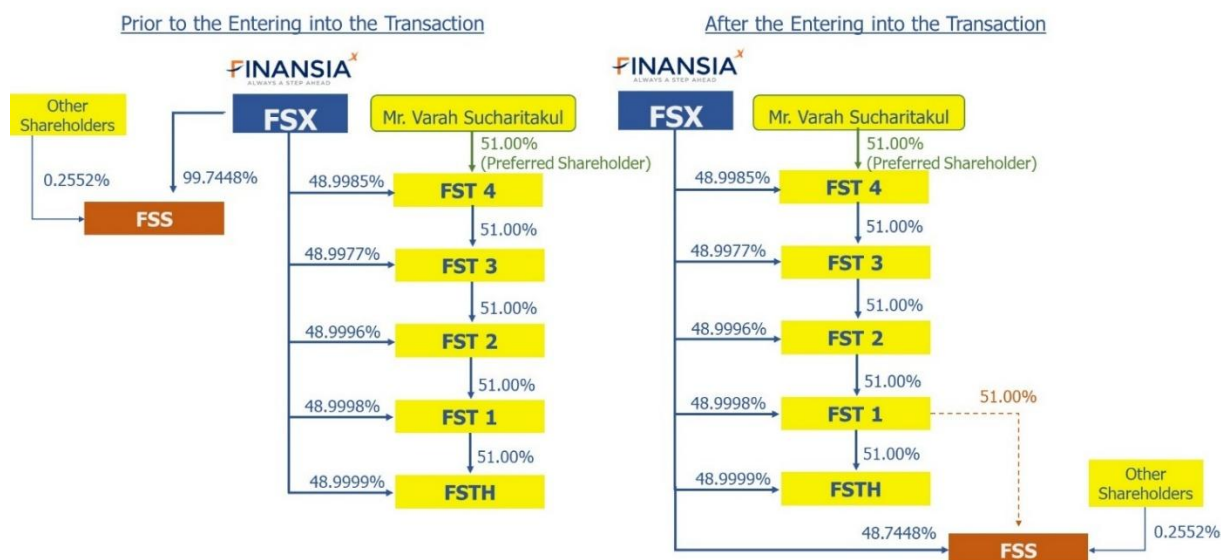 Prior to the Entering into the Transaction
FINANSIA X
ALWAYS A STEP AHEAD
Other
Shareholders
FSX
Mr. Varah Sucharitakul
51.00%
(Preferred Shareholder)
0.2552%
99.7448%
FSS
48.9985%
FST 4
51.00%
48.9977%
FST 3
51.00%
48.9996%
FST 2
51.00%
48.9998%
FST 1
51.00%
48.9999%
FSTH
After the Entering into the Transaction
FINANSIA X
ALWAYS A STEP AHEAD
FSX
Mr. Varah Sucharitakul
51.00%
(Preferred Shareholder)
48.9985%
FST 4
51.00%
48.9977%
FST 3
51.00%
48.9996%
FST 2
51.00%
48.9998%
FST 1
51.00%
51.00%
48.9999%
FSTH
Other
Shareholders
48.7448%
0.2552%
FSS